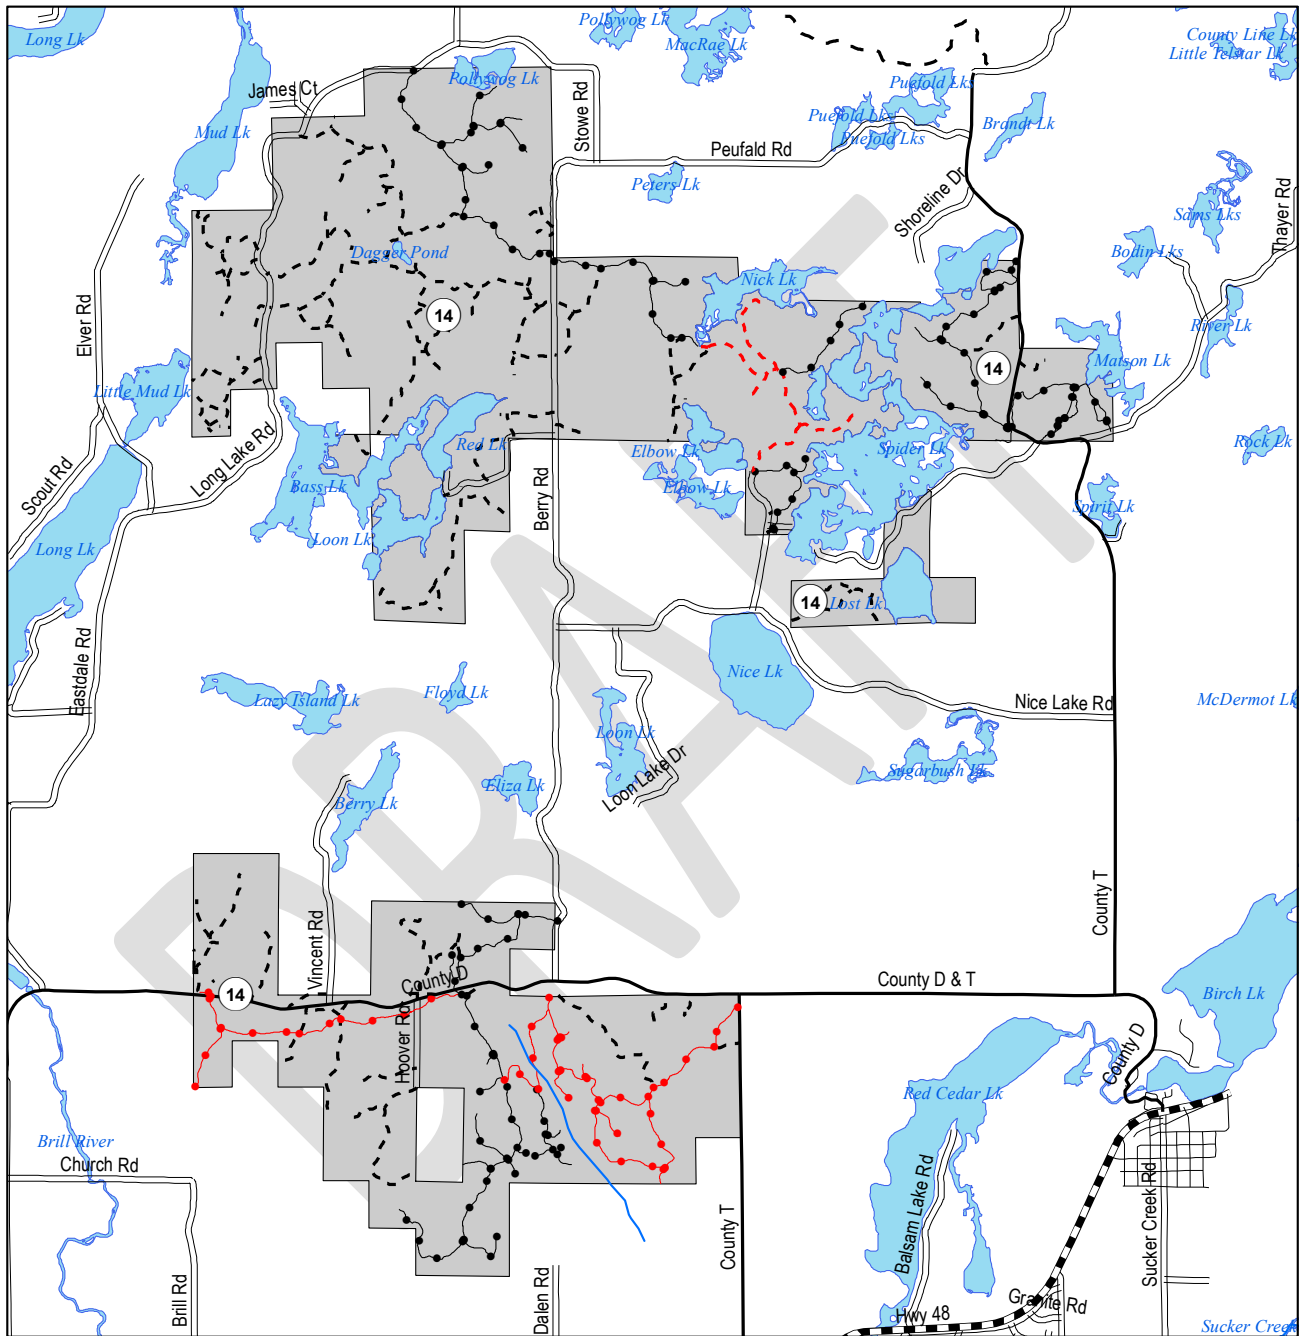 Long Lk
Pollywog Lk
MacRae Lk
County Line Lk
Little Telstar Lk
James Ct
Pollywog Lk
Stowe Rd
Puefold Lks
Mud Lk
Puefold Lks
Puefold Lks
Brandt Lk
Peufald Rd
Peters Lk
Shoreline Dr
Sams Lks
Thayer Rd
Dagger Pond
Bodin Lks
Nick Lk
Elver Rd
14
River Lk
14
Matson Lk
Little Mud Lk
Long Lake Rd
Red Lk
Elbow Lk
Spider Lk
Rock Lk
Scout Rd
Bass Lk
Berry Rd
Elbow Lk
Spirit Lk
Long Lk
Loon Lk
14
Lost Lk
Eastdale Rd
Lazy Island Lk
Floyd Lk
Nice Lk
Nice Lake Rd
McDermot Lk
Loon Lk
Loon Lake Dr
Sugarbush Lk
Berry Lk
Eliza Lk
DRAFT
Vincent Rd
County T
14
County D
County D & T
Birch Lk
Hoover Rd
County D
Red Cedar Lk
Brill River
Church Rd
Balsam Lake Rd
Sucker Creek Rd
County T
Brill Rd
Dalen Rd
Hwy 48
Granite Rd
Sucker Creek